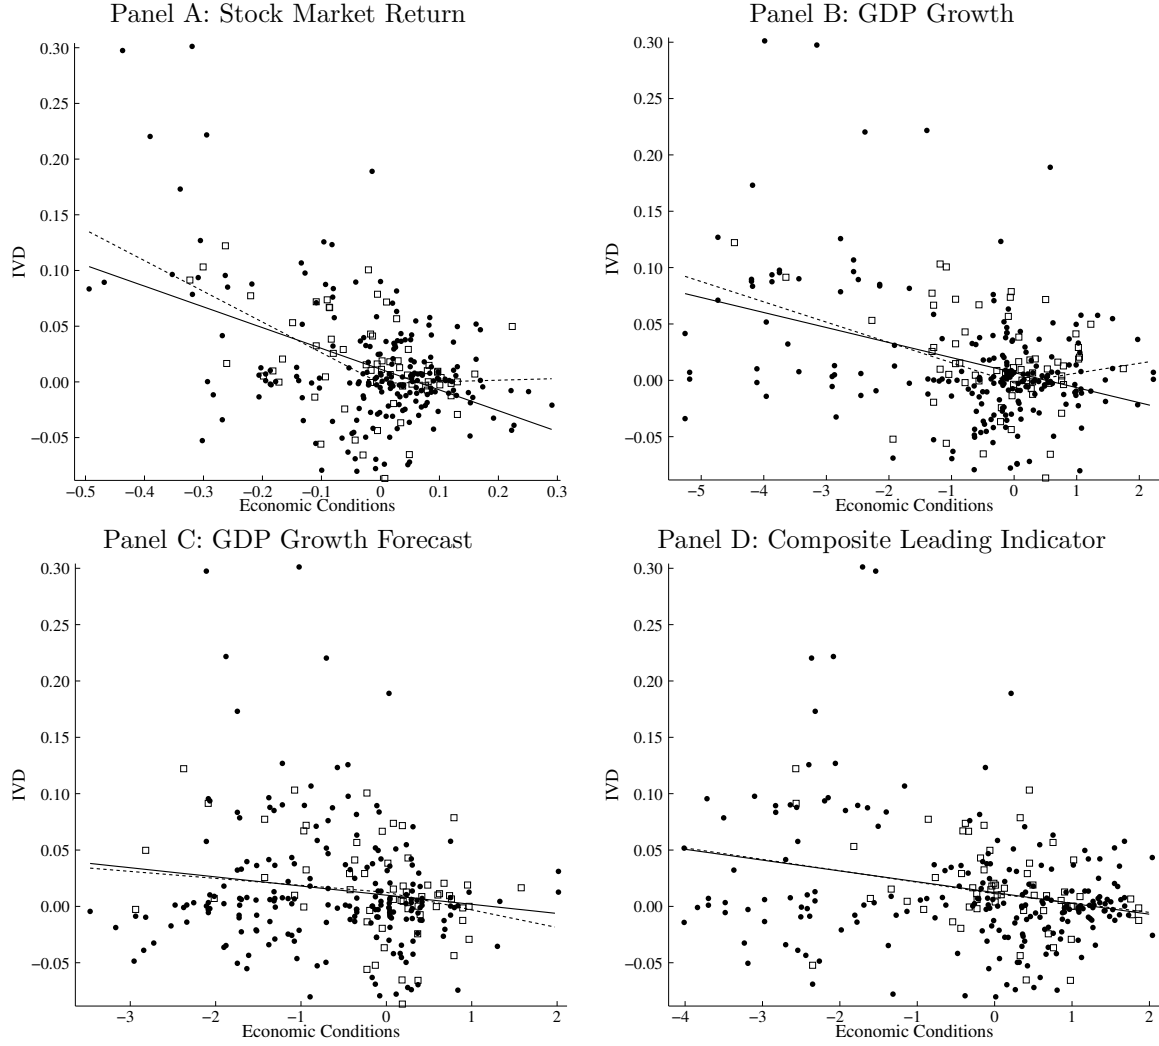 Panel A: Stock Market Return
0.30
0.25
0.20
0.15
0.10
0.05
0.00
−0.05
IVD
−0.5 −0.4 −0.3 −0.2 −0.1 0 0.1 0.2 0.3
Economic Conditions
Panel B: GDP Growth
0.30
0.25
0.20
0.15
0.10
0.05
0.00
−0.05
IVD
−5 −4 −3 −2 −1 0 1 2
Economic Conditions
Panel C: GDP Growth Forecast
0.30
0.25
0.20
0.15
0.10
0.05
0.00
−0.05
IVD
−3 −2 −1 0 1 2
Economic Conditions
Panel D: Composite Leading Indicator
0.30
0.25
0.20
0.15
0.10
0.05
0.00
−0.05
IVD
−4 −3 −2 −1 0 1 2
Economic Conditions